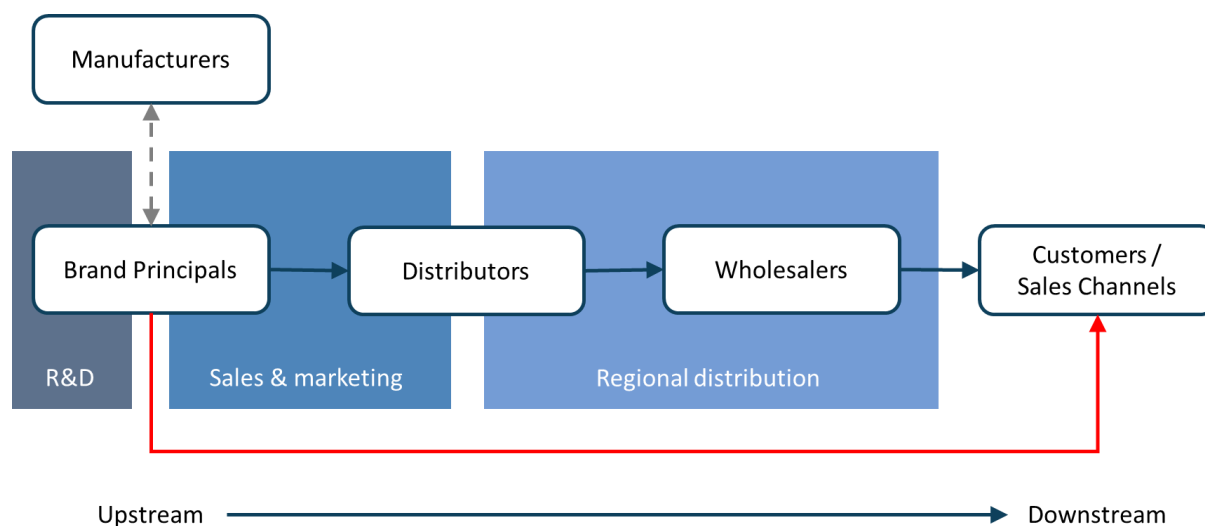 Manufacturers
Brand Principals
Distributors
Wholesalers
Customers /
Sales Channels
R&D
Sales & marketing
Regional distribution
Upstream
Downstream